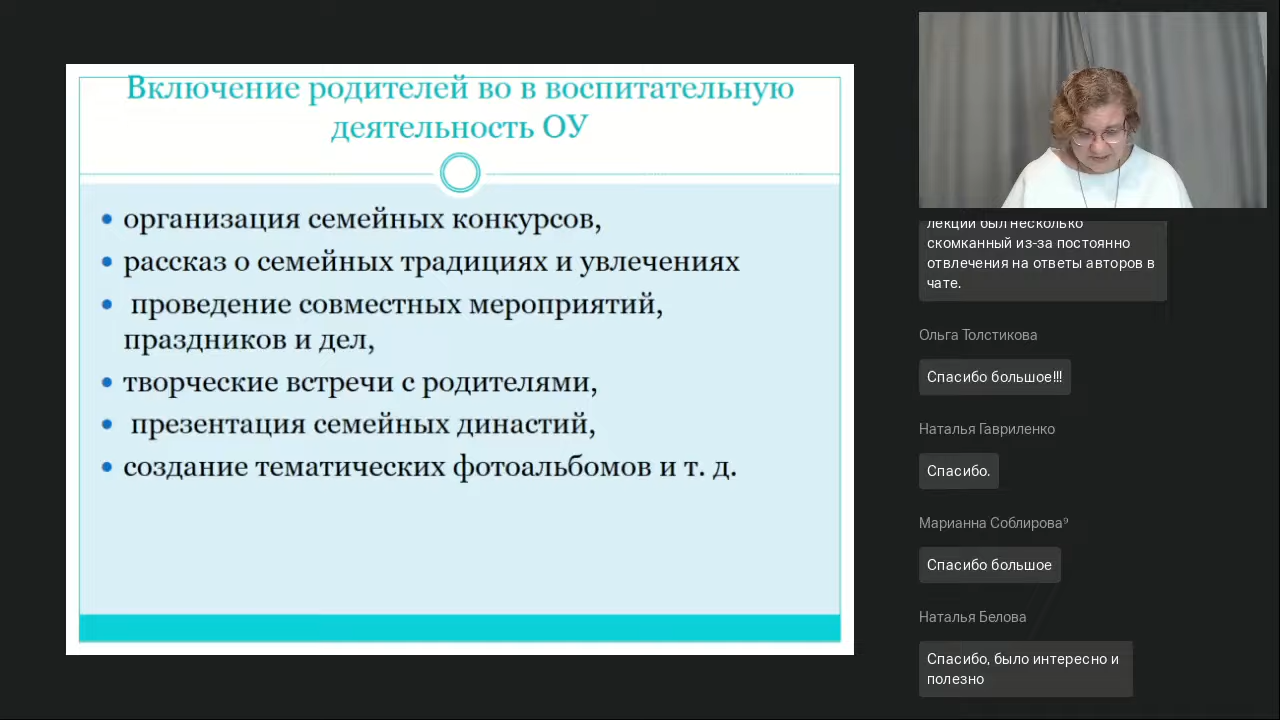 Включение родителей во в воспитательную
деятельность ОУ
• организация семейных конкурсов,
• рассказ о семейных традициях и увлечениях
• проведение совместных мероприятий,
праздников и дел,
• творческие встречи с родителями,
• презентация семейных династий,
• создание тематических фотоальбомов и т. д.
лекции был несколько
скомканный из-за постоянно
отвлечения на ответы авторов в
чате.
Ольга Толстикова
Спасибо большое!!!
Наталья Гавриленко
Спасибо.
Марианна Соблирова⁹
Спасибо большое
Наталья Белова
Спасибо, было интересно и
полезно